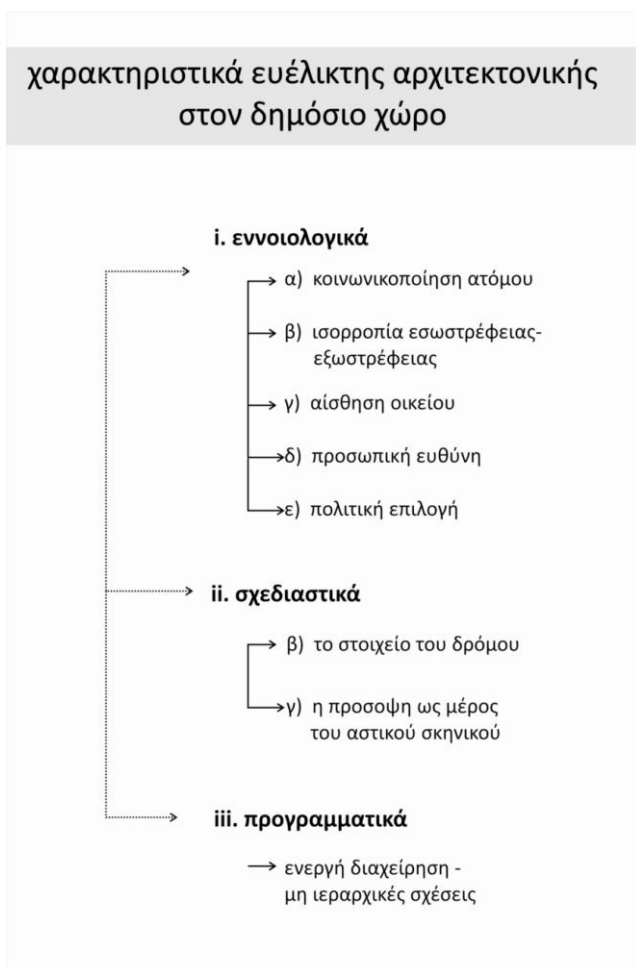 χαρακτηριστικά ευέλικτης αρχιτεκτονικής
στον δημόσιο χώρο
i. εννοιολογικά
α) κοινωνικοποίηση ατόμου
β) ισορροπία εσωστρέφειας-
εξωστρέφειας
γ) αίσθηση οικείου
δ) προσωπική ευθύνη
ε) πολιτική επιλογή
ii. σχεδιαστικά
β) το στοιχείο του δρόμου
γ) η προσοψη ως μέρος
του αστικού σκηνικού
iii. προγραμματικά
ενεργή διαχείρηση -
μη ιεραρχικές σχέσεις